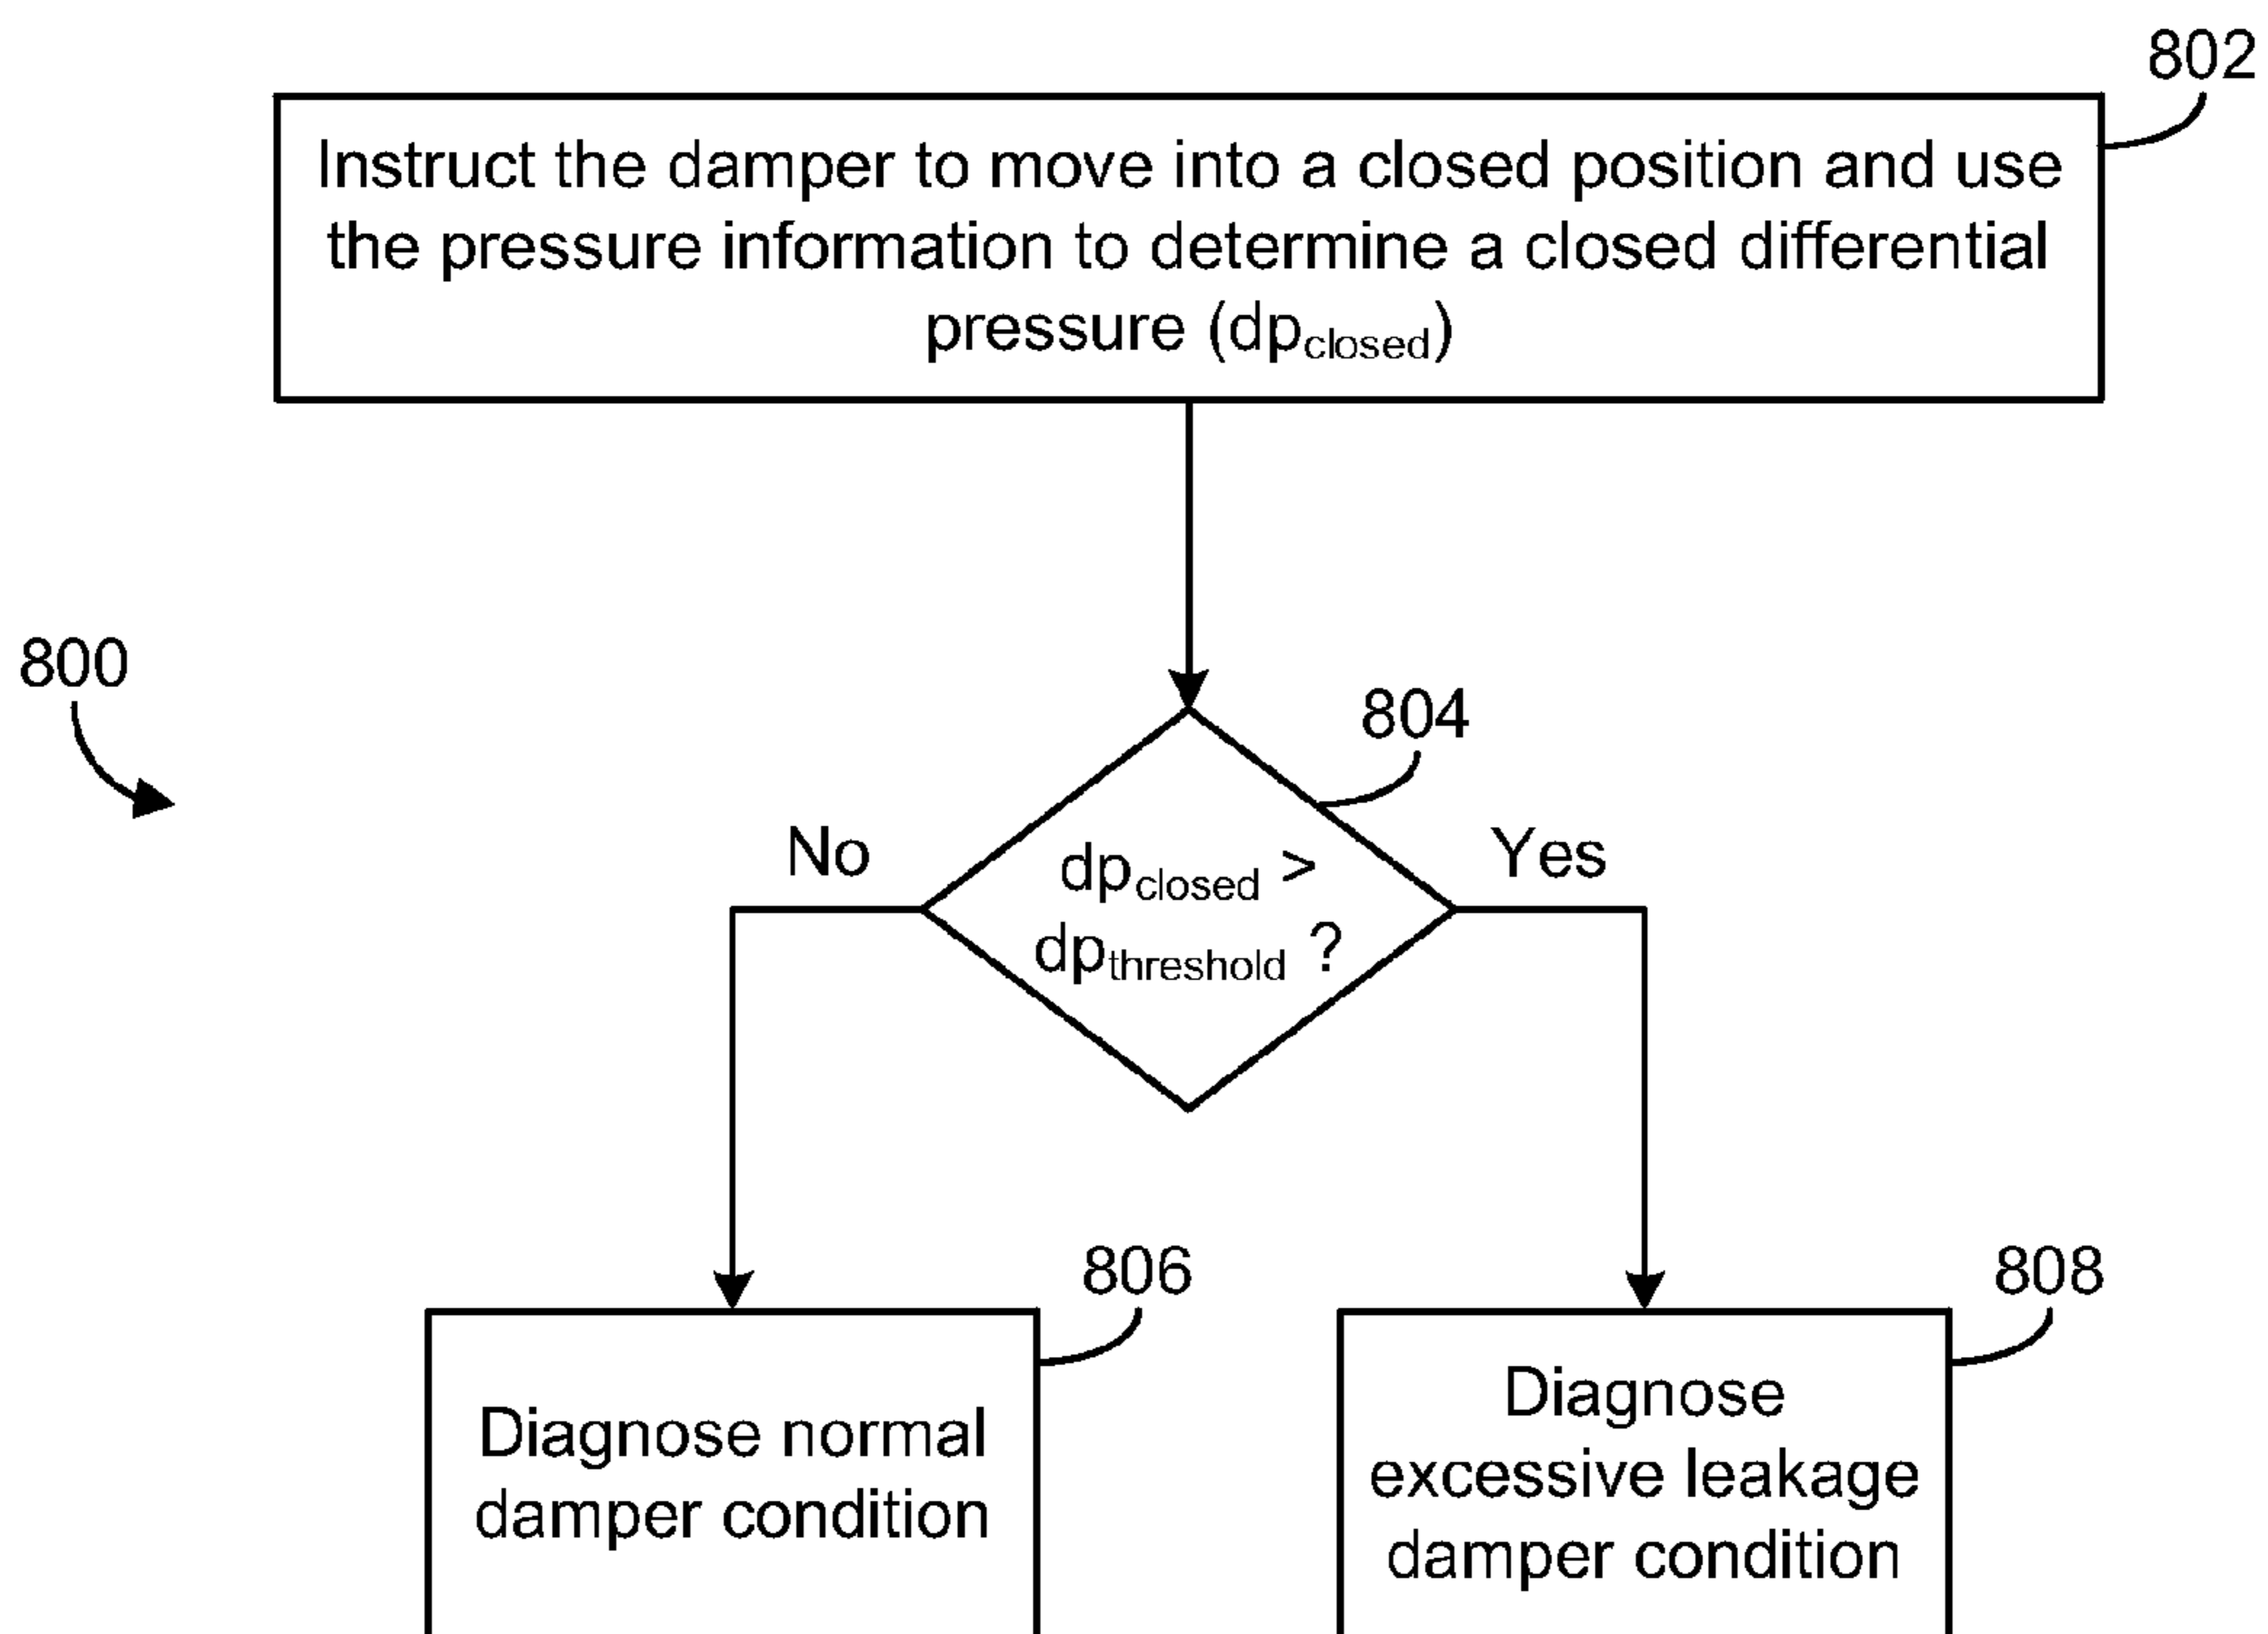 802
Instruct the damper to move into a closed position and use
the pressure information to determine a closed differential
pressure (dpclosed)
800
804
No
dpclosed >
dpthreshold ?
Yes
806
808
Diagnose normal
damper condition
Diagnose
excessive leakage
damper condition